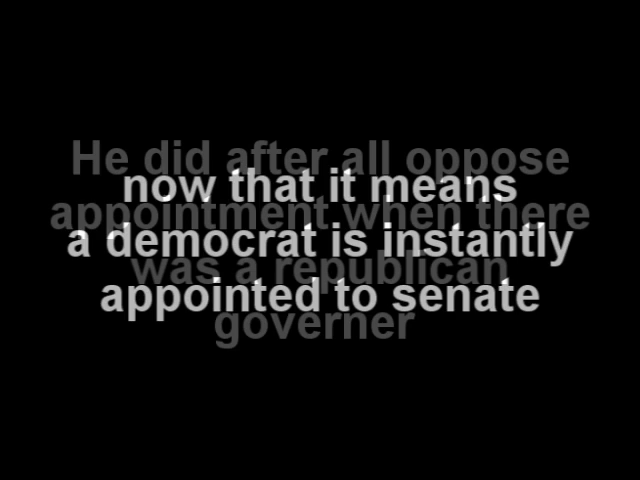 He did after all oppose
appointment when there
was a republican
governer
now that it means
a democrat is instantly
appointed to senate